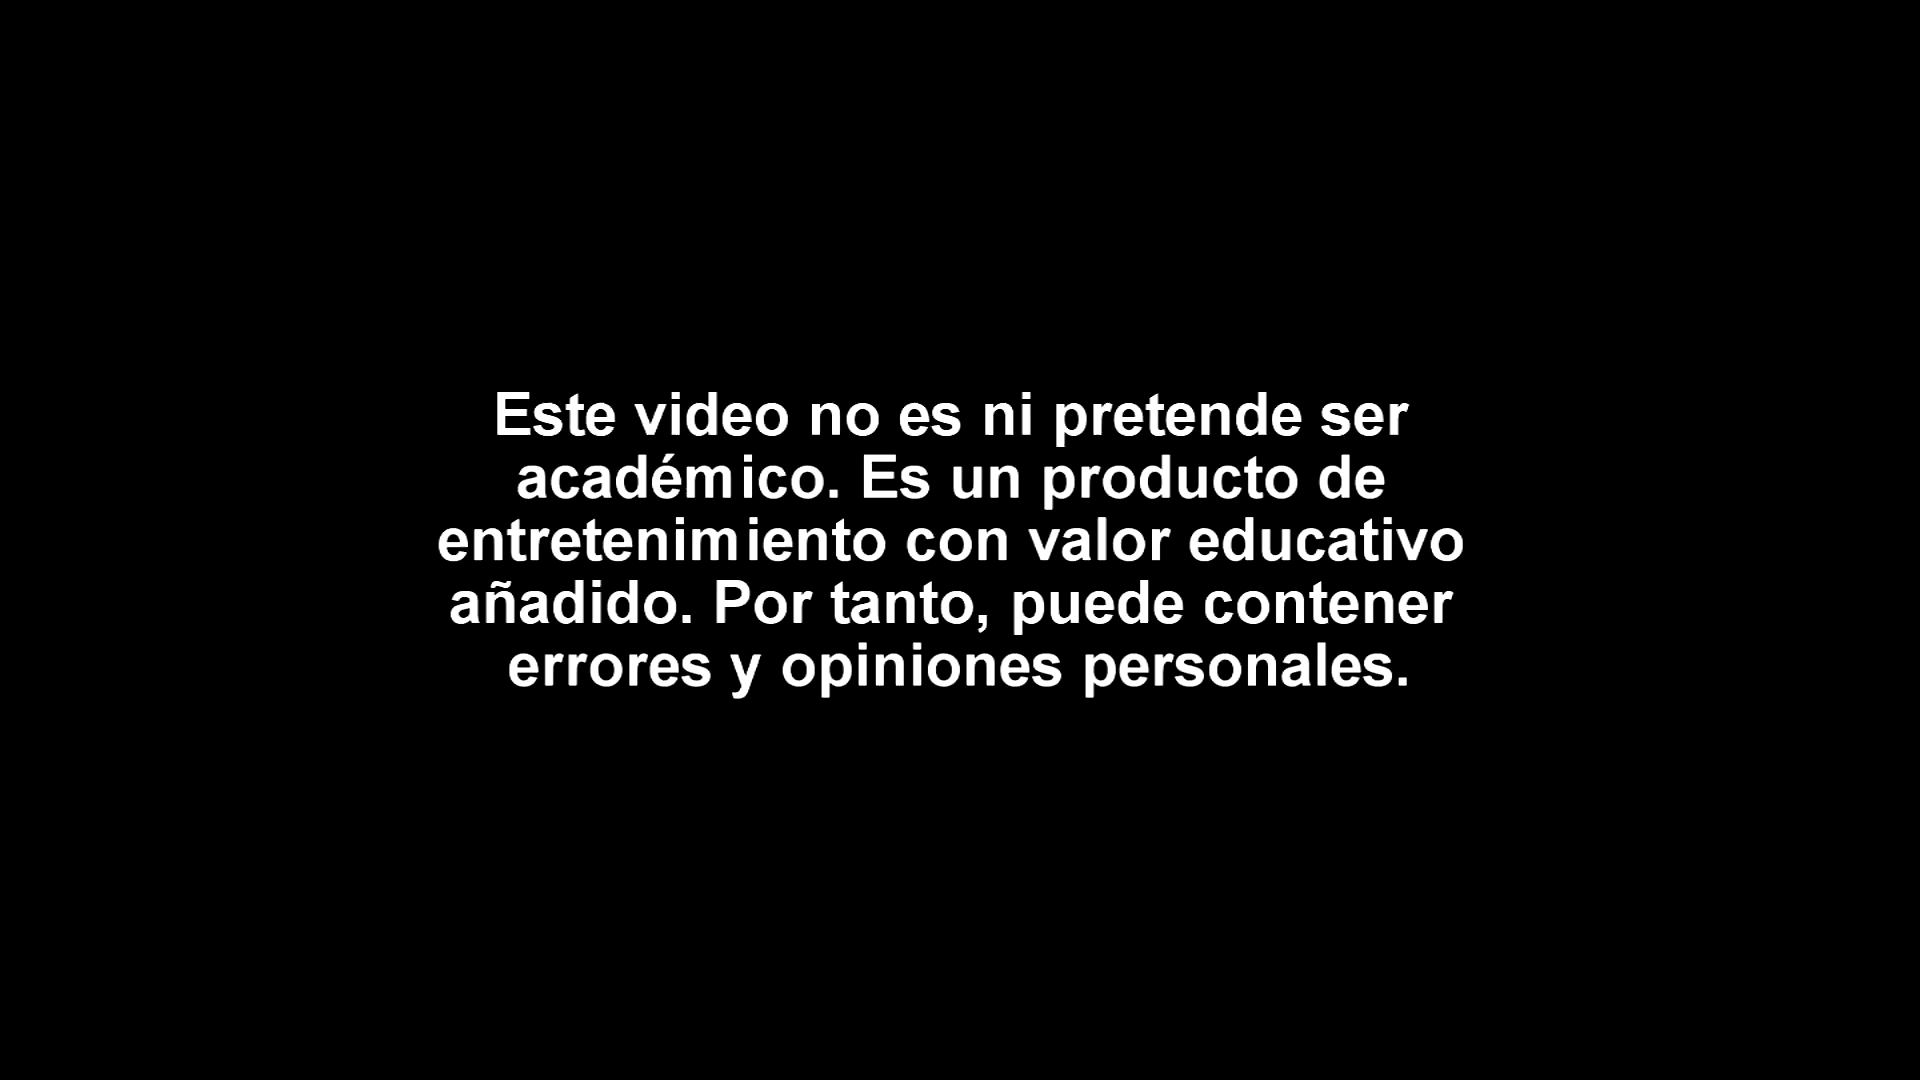 Este video no es ni pretende ser
académico. Es un producto de
entretenimiento con valor educativo
añadido. Por tanto, puede contener
errores y opiniones personales.